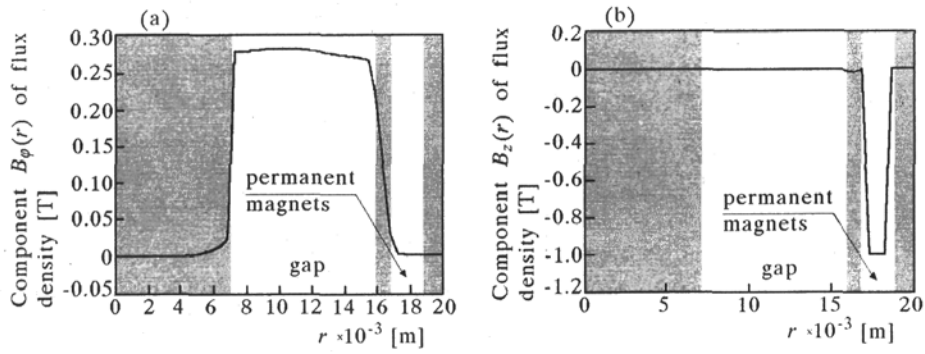 (a)
Component Bφ(r) of flux
density [T]
0.30
0.25
0.20
0.15
0.10
0.05
0
-0.05
permanent
magnets
gap
0 2 4 6 8 10 12 14 16 18 20
r ×10-3 [m]
(b)
Component Bz(r) of flux
density [T]
0.2
0
-0.2
-0.4
-0.6
-0.8
-1.0
-1.2
permanent
magnets
gap
0 5 10 15 20
r ×10-3 [m]